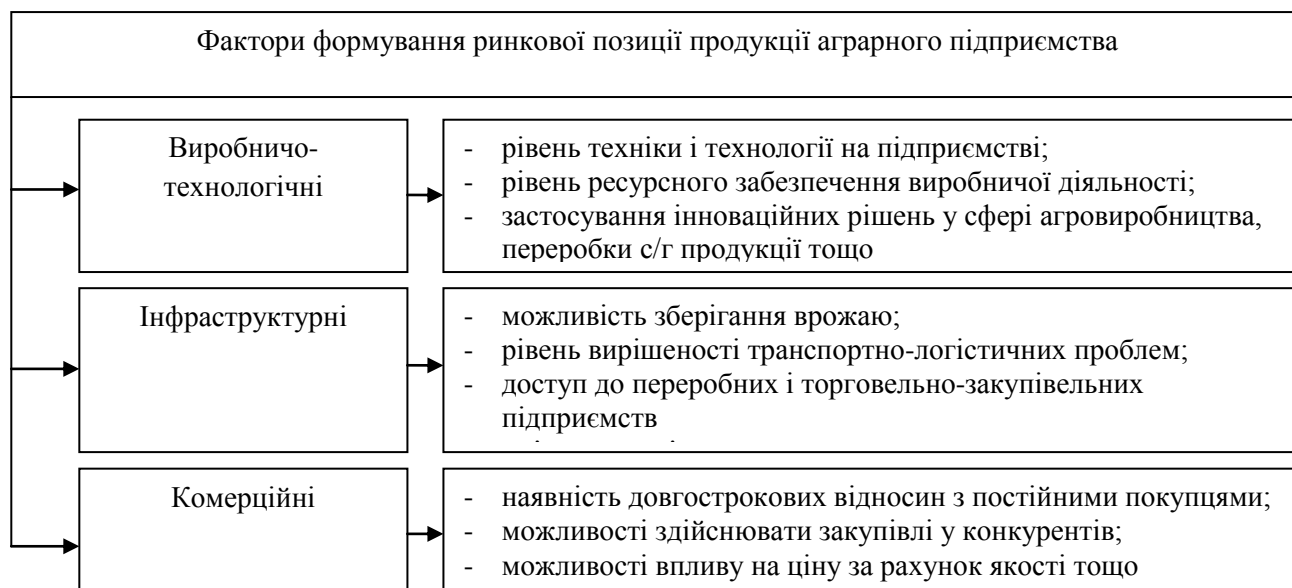 Фактори формування ринкової позиції продукції аграрного підприємства
Виробничо-
технологічні
- рівень техніки і технології на підприємстві;
- рівень ресурсного забезпечення виробничої діяльності;
- застосування інноваційних рішень у сфері агровиробництва,
переробки с/г продукції тощо
Інфраструктурні
- можливість зберігання врожаю;
- рівень вирішеності транспортно-логістичних проблем;
- доступ до переробних і торговельно-закупівельних
підприємств
Комерційні
- наявність довгострокових відносин з постійними покупцями;
- можливості здійснювати закупівлі у конкурентів;
- можливості впливу на ціну за рахунок якості тощо